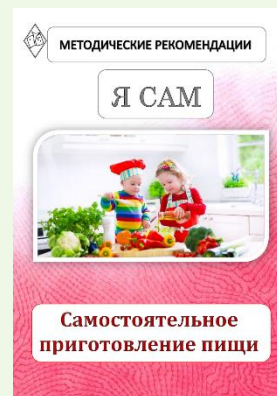 МЕТОДИЧЕСКИЕ РЕКОМЕНДАЦИИ
Я САМ
Самостоятельное
приготовление пищи